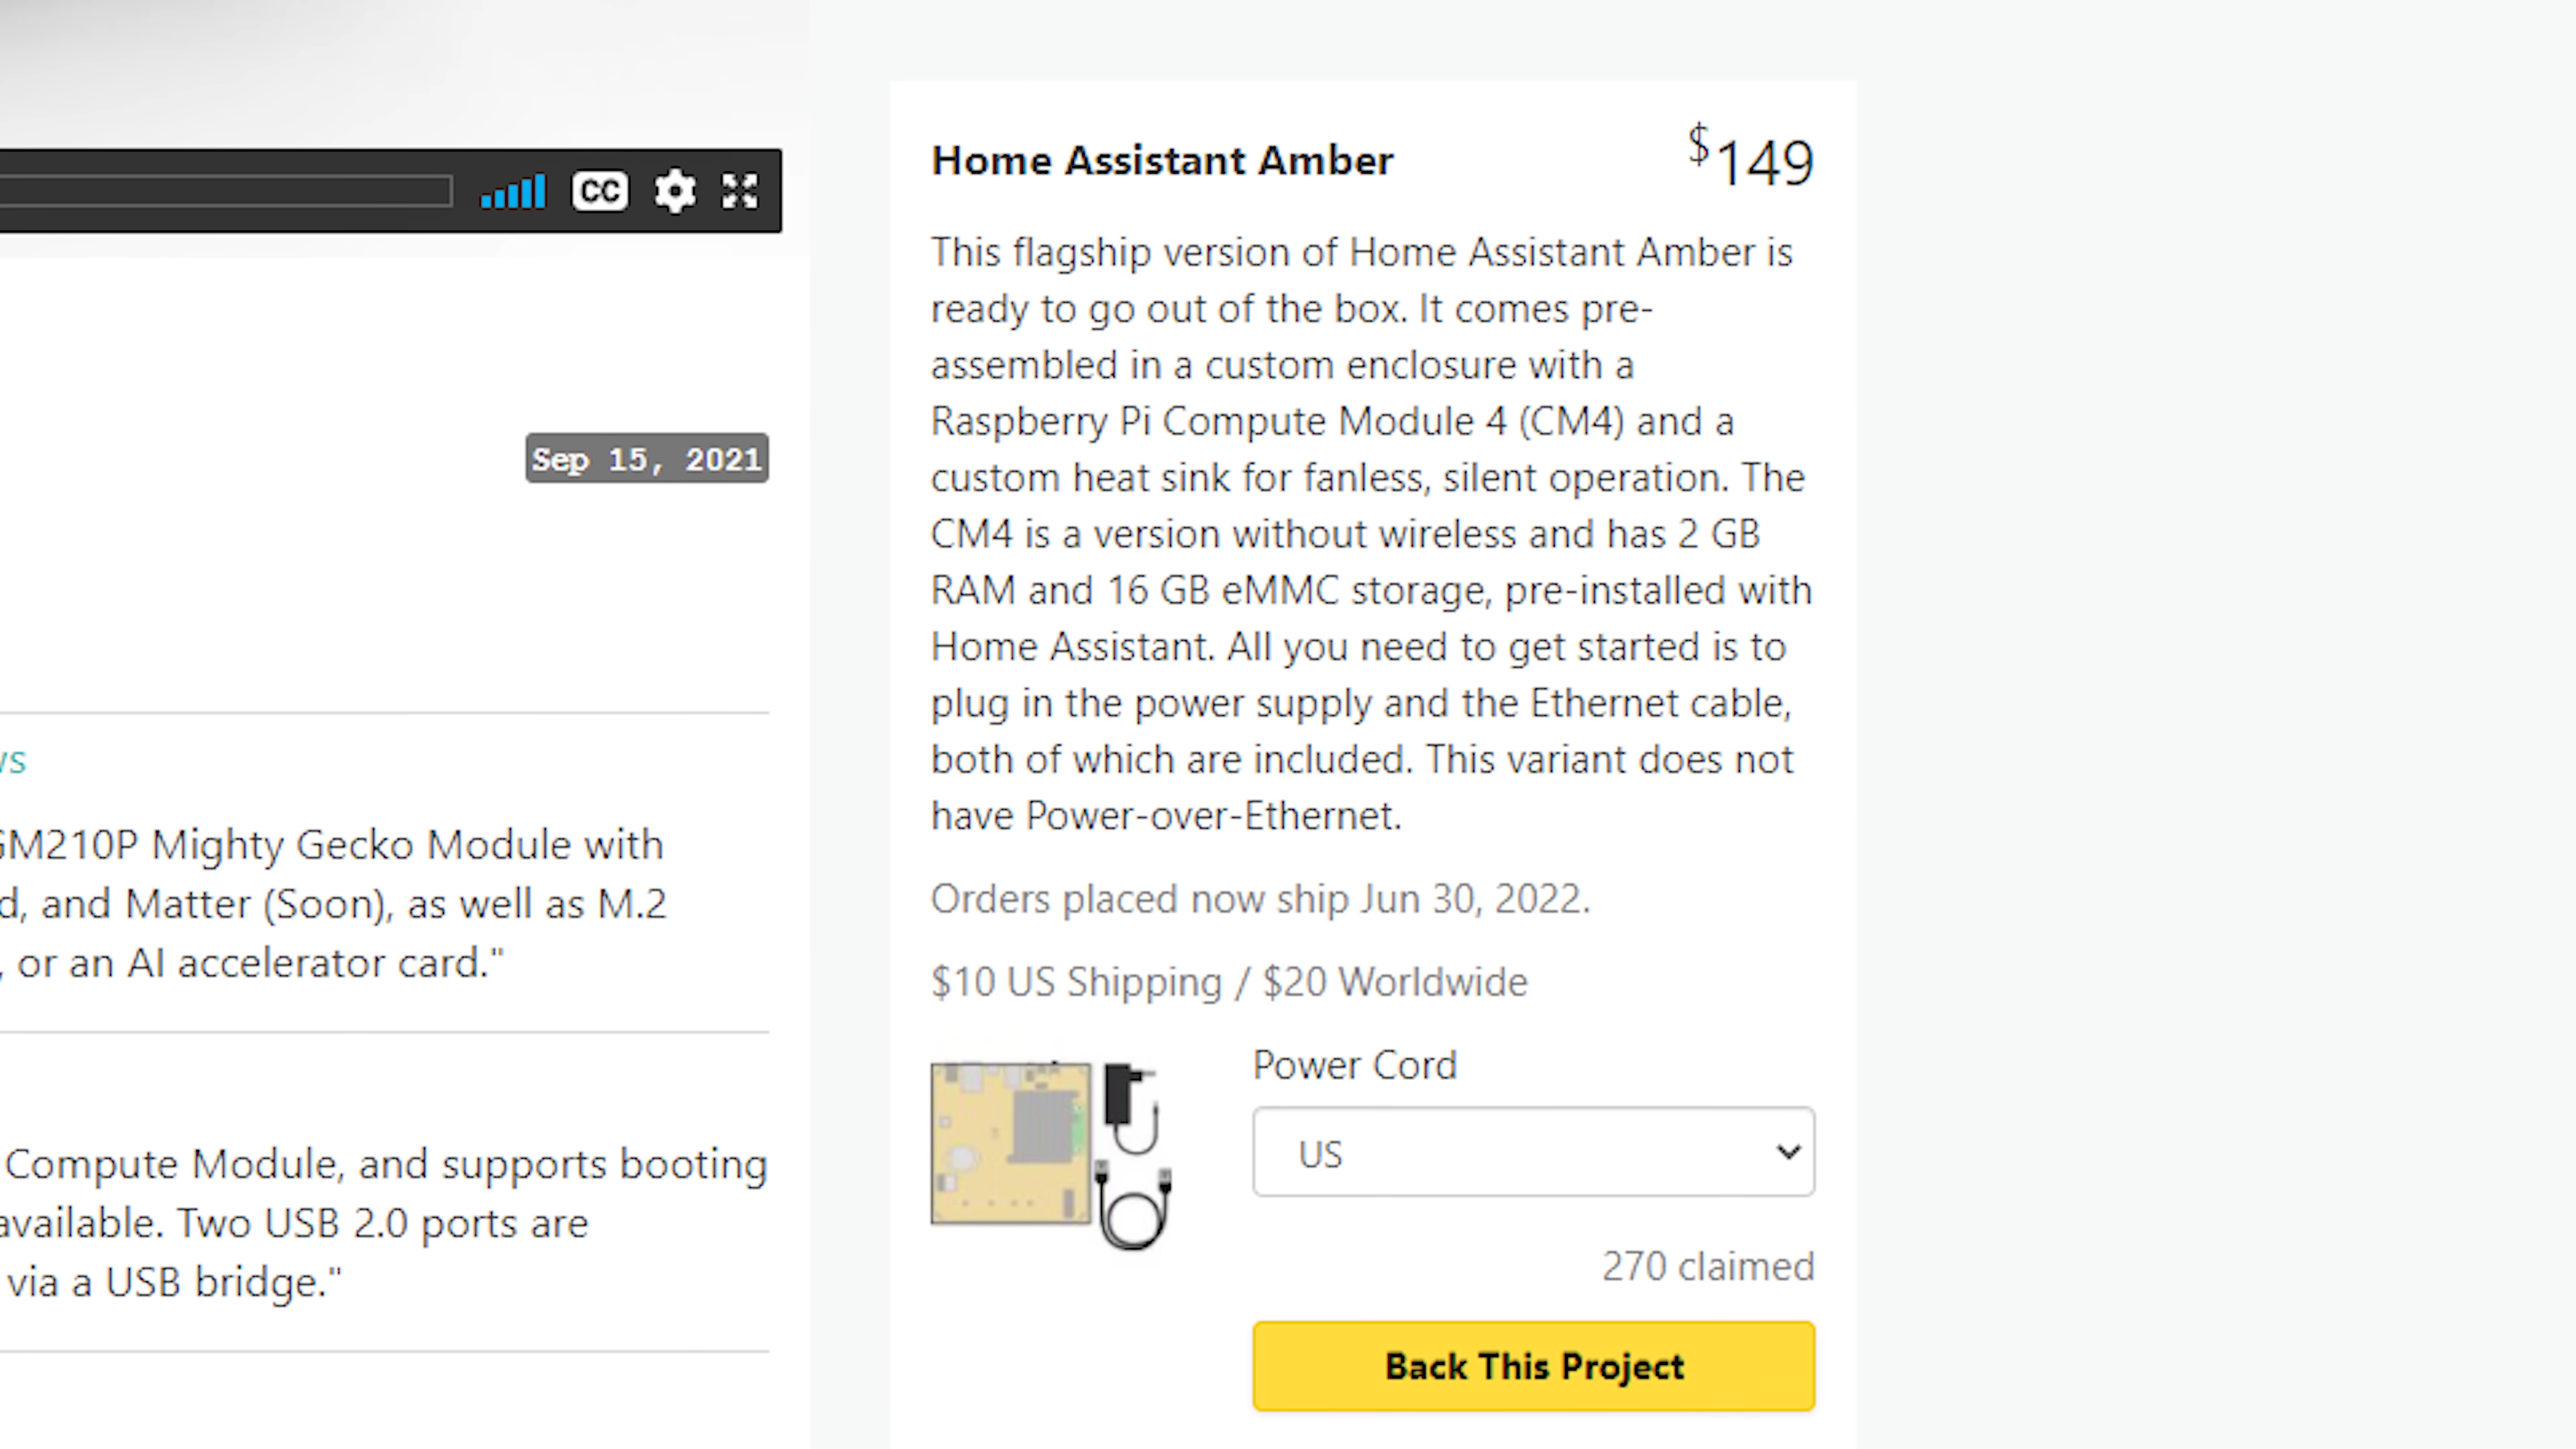 CC
Sep 15, 2021
GM210P Mighty Gecko Module with
and Matter (Soon), as well as M.2
, or an AI accelerator card."
Compute Module, and supports booting
available. Two USB 2.0 ports are
via a USB bridge."
Home Assistant Amber
$149
This flagship version of Home Assistant Amber is
ready to go out of the box. It comes pre-
assembled in a custom enclosure with a
Raspberry Pi Compute Module 4 (CM4) and a
custom heat sink for fanless, silent operation. The
CM4 is a version without wireless and has 2 GB
RAM and 16 GB eMMC storage, pre-installed with
Home Assistant. All you need to get started is to
plug in the power supply and the Ethernet cable,
both of which are included. This variant does not
have Power-over-Ethernet.
Orders placed now ship Jun 30, 2022.
$10 US Shipping / $20 Worldwide
Power Cord
US
270 claimed
Back This Project